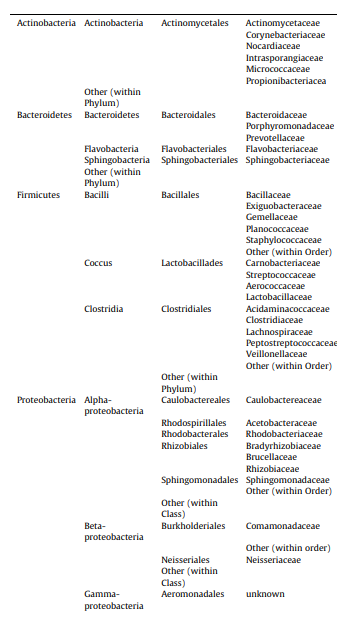 Actinobacteria Actinobacteria Actinomycetales Actinomycetaceae
Corynebacteriaceae
Nocardiaceae
Intrasporangiaceae
Micrococcaceae
Propionibacteriacea
Other (within
Phylum)
Bacteroidetes Bacteroidetes Bacteroidales Bacteroidaceae
Porphyromonadaceae
Prevotellaceae
Flavobacteria Flavobacteriales Flavobacteriaceae
Sphingobacteria Sphingobacteriales Sphingobacteriaceae
Other (within
Phylum)
Firmicutes Bacilli Bacillales Bacillaceae
Exiguobacteraceae
Gemellaceae
Planococcaceae
Staphylococcaceae
Other (within Order)
Coccus Lactobacillades Carnobacteriaceae
Streptococcaceae
Aerococcaceae
Lactobacillaceae
Clostridia Clostridiales Acidaminococcaceae
Clostridiaceae
Lachnospiraceae
Peptostreptococcaceae
Veillonellaceae
Other (within Order)
Other (within
Phylum)
Proteobacteria Alpha- Caulobactereales Caulobactereaceae
proteobacteria
Rhodospirillales Acetobacteraceae
Rhodobacterales Rhodobacteriaceae
Rhizobiales Bradyrhizobiaceae
Brucellaceae
Rhizobiaceae
Sphingomonadales Sphingomonadaceae
Other (within Order)
Other (within
Class)
Beta- Burkholderiales Comamonadaceae
proteobacteria
Other (within order)
Neisseriales Neisseriaceae
Other (within
Class)
Gamma- Aeromonadales unknown
proteobacteria